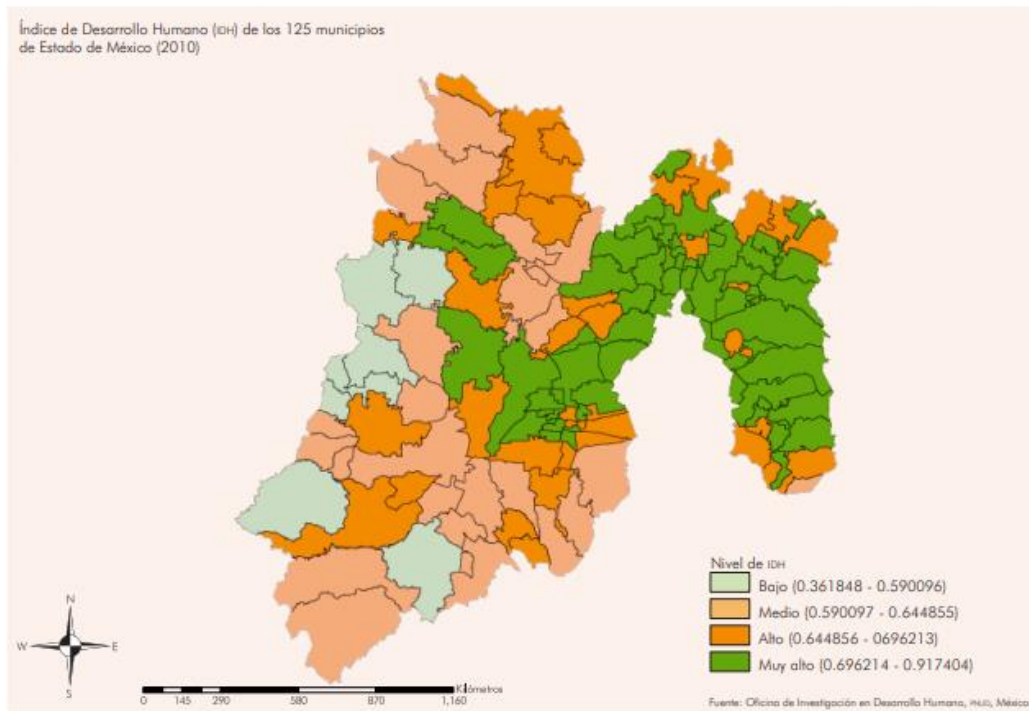 Índice de Desarrollo Humano (IDH) de los 125 municipios
de Estado de México (2010)
Nivel de IDH
Bajo (0.361848 - 0.590096)
Medio (0.590097 - 0.644855)
Alto (0.644856 - 0696213)
Muy alto (0.696214 - 0.917404)
N
W E
S
Kilómetros
0 145 290 580 870 1,160
Fuente: Oficina de Investigación en Desarrollo Humano, PNUD, México